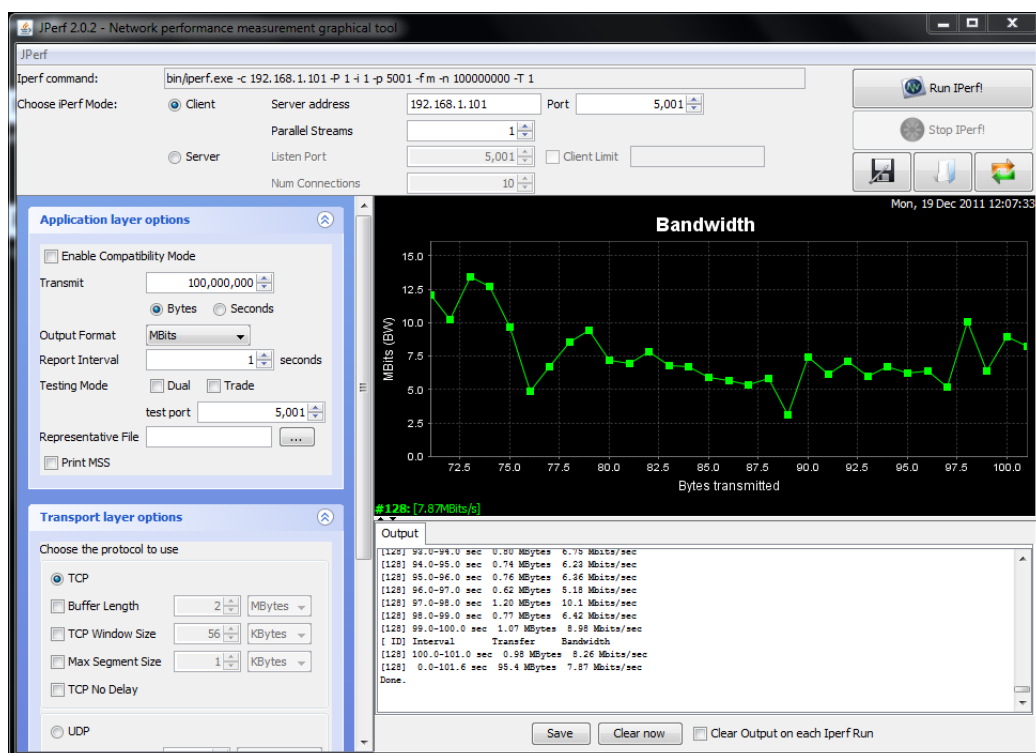 JPerf 2.0.2 - Network performance measurement graphical tool
JPerf
Iperf command: bin/iperf.exe -c 192.168.1.101 -P 1 -i 1 -p 5001 -f m -n 100000000 -T 1
Choose iPerf Mode: Client Server address 192.168.1.101 Port 5,001
Parallel Streams 1
Server Listen Port 5,001 Client Limit
Num Connections 10
Run IPerf!
Stop IPerf!
Application layer options
Enable Compatibility Mode
Transmit 100,000,000
Bytes Seconds
Output Format MBits
Report Interval 1 seconds
Testing Mode Dual Trade
test port 5,001
Representative File ...
Print MSS
Transport layer options
Choose the protocol to use
TCP
Buffer Length 2 MBytes
TCP Window Size 56 KBytes
Max Segment Size 1 KBytes
TCP No Delay
UDP
Mon, 19 Dec 2011 12:07:33
Bandwidth
MBits (BW)
15.0
12.5
10.0
7.5
5.0
2.5
0.0
72.5 75.0 77.5 80.0 82.5 85.0 87.5 90.0 92.5 95.0 97.5 100.0
Bytes transmitted
#128: [7.87MBits/s]
Output
[128] 93.0-94.0 sec 0.80 MBytes 6.75 Mbits/sec
[128] 94.0-95.0 sec 0.74 MBytes 6.23 Mbits/sec
[128] 95.0-96.0 sec 0.76 MBytes 6.36 Mbits/sec
[128] 96.0-97.0 sec 0.62 MBytes 5.18 Mbits/sec
[128] 97.0-98.0 sec 1.20 MBytes 10.1 Mbits/sec
[128] 98.0-99.0 sec 0.77 MBytes 6.42 Mbits/sec
[128] 99.0-100.0 sec 1.07 MBytes 8.98 Mbits/sec
[ ID] Interval Transfer Bandwidth
[128] 100.0-101.0 sec 0.98 MBytes 8.26 Mbits/sec
[128] 0.0-101.6 sec 95.4 MBytes 7.87 Mbits/sec
Done.
Save Clear now Clear Output on each Iperf Run